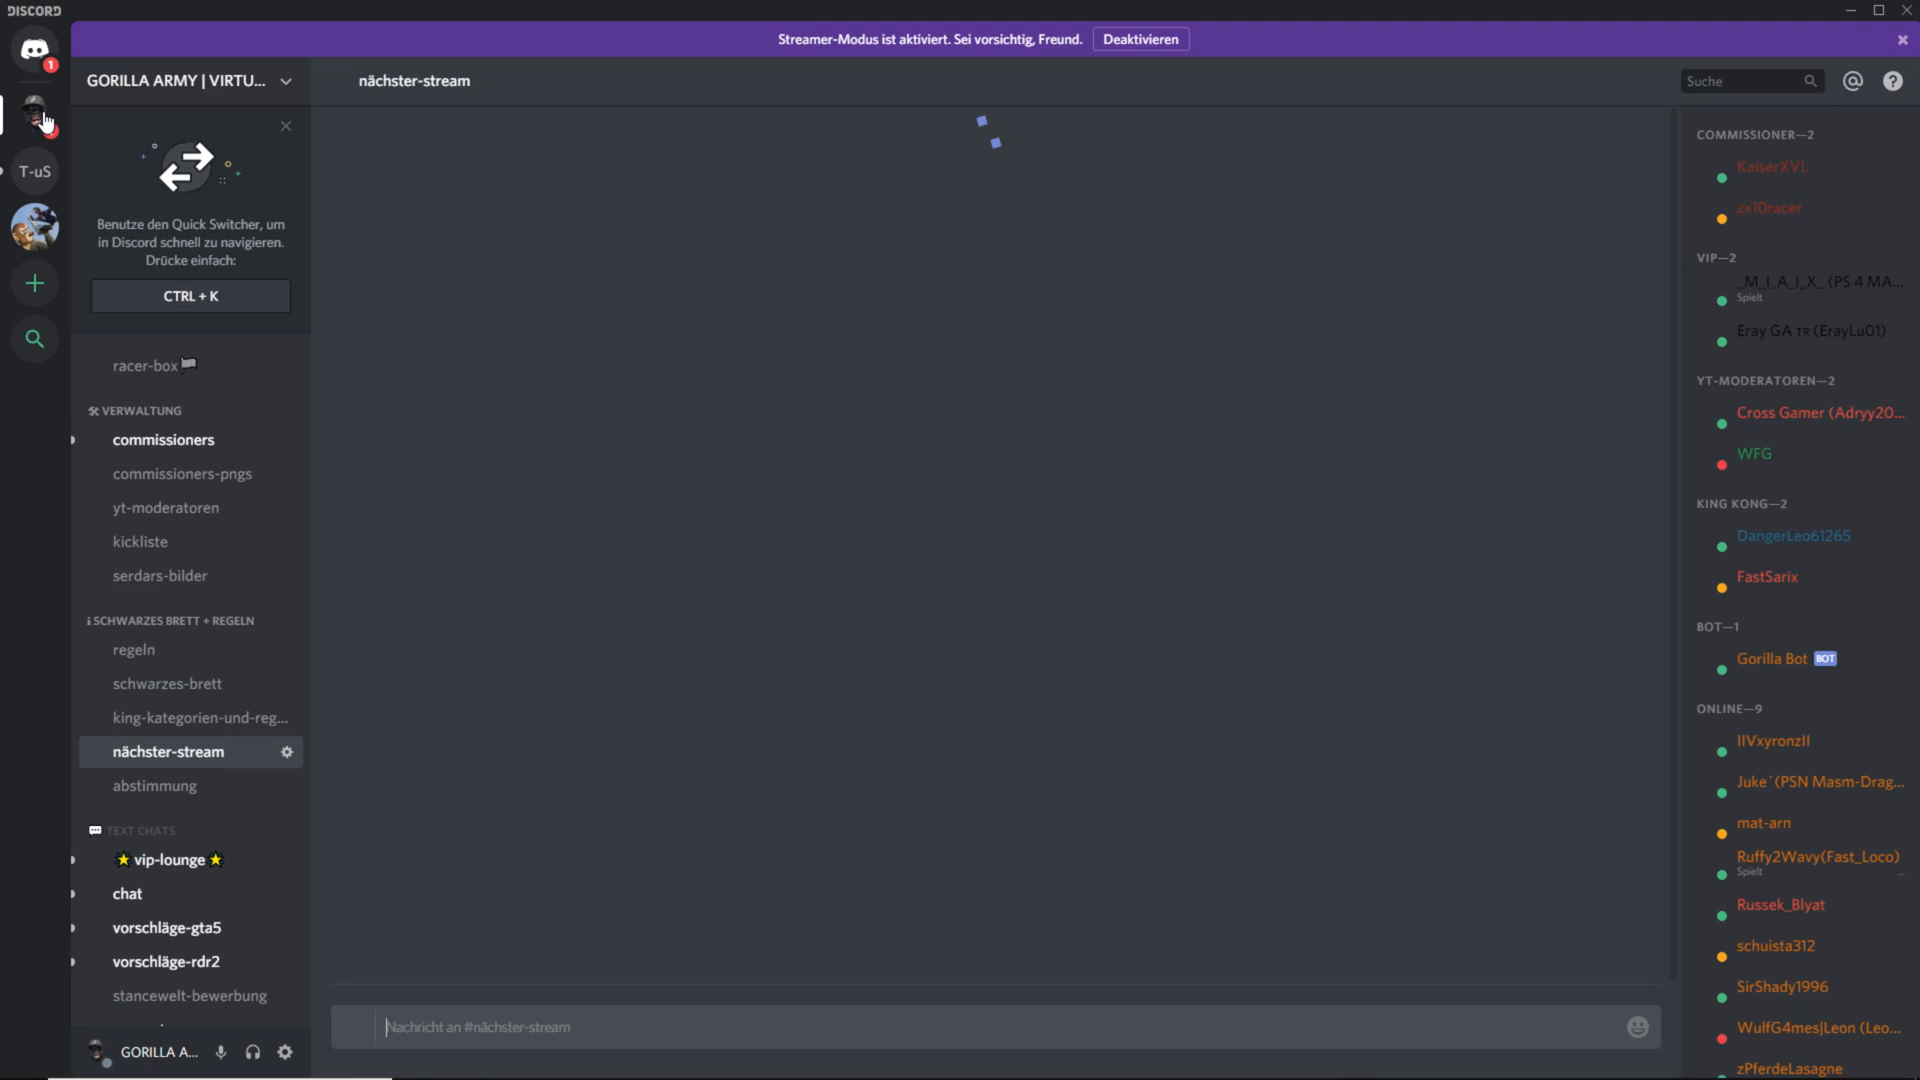 DISCORD
Streamer-Modus ist aktiviert. Sei vorsichtig, Freund.
Deaktivieren
1
GORILLA ARMY | VIRTU...
nächster-stream
Suche
T-uS
Benutze den Quick Switcher, um
in Discord schnell zu navigieren.
Drücke einfach:
CTRL + K
racer-box
VERWALTUNG
commissioners
commissioners-pngs
yt-moderatoren
kickliste
serdars-bilder
SCHWARZES BRETT + REGELN
regeln
schwarzes-brett
king-kategorien-und-reg...
nächster-stream
abstimmung
TEXT CHATS
vip-lounge
chat
vorschläge-gta5
vorschläge-rdr2
stancewelt-bewerbung
GORILLA A...
Nachricht an #nächster-stream
COMMISSIONER—2
KaiserXVI.
zx10racer
VIP—2
_M_I_A_I_X_ (PS 4 MA...
Spielt
Eray GA TR (ErayLu01)
YT-MODERATOREN—2
Cross Gamer (Adryy20...
WFG
KING KONG—2
DangerLeo61265
FastSarix
BOT—1
Gorilla Bot BOT
ONLINE—9
IIVxyronzII
Juke´(PSN Masm-Drag...
mat-arn
Ruffy2Wavy(Fast_Loco)
Spielt ...
Russek_Blyat
schuista312
SirShady1996
WulfG4mes|Leon (Leo...
zPferdeLasagne